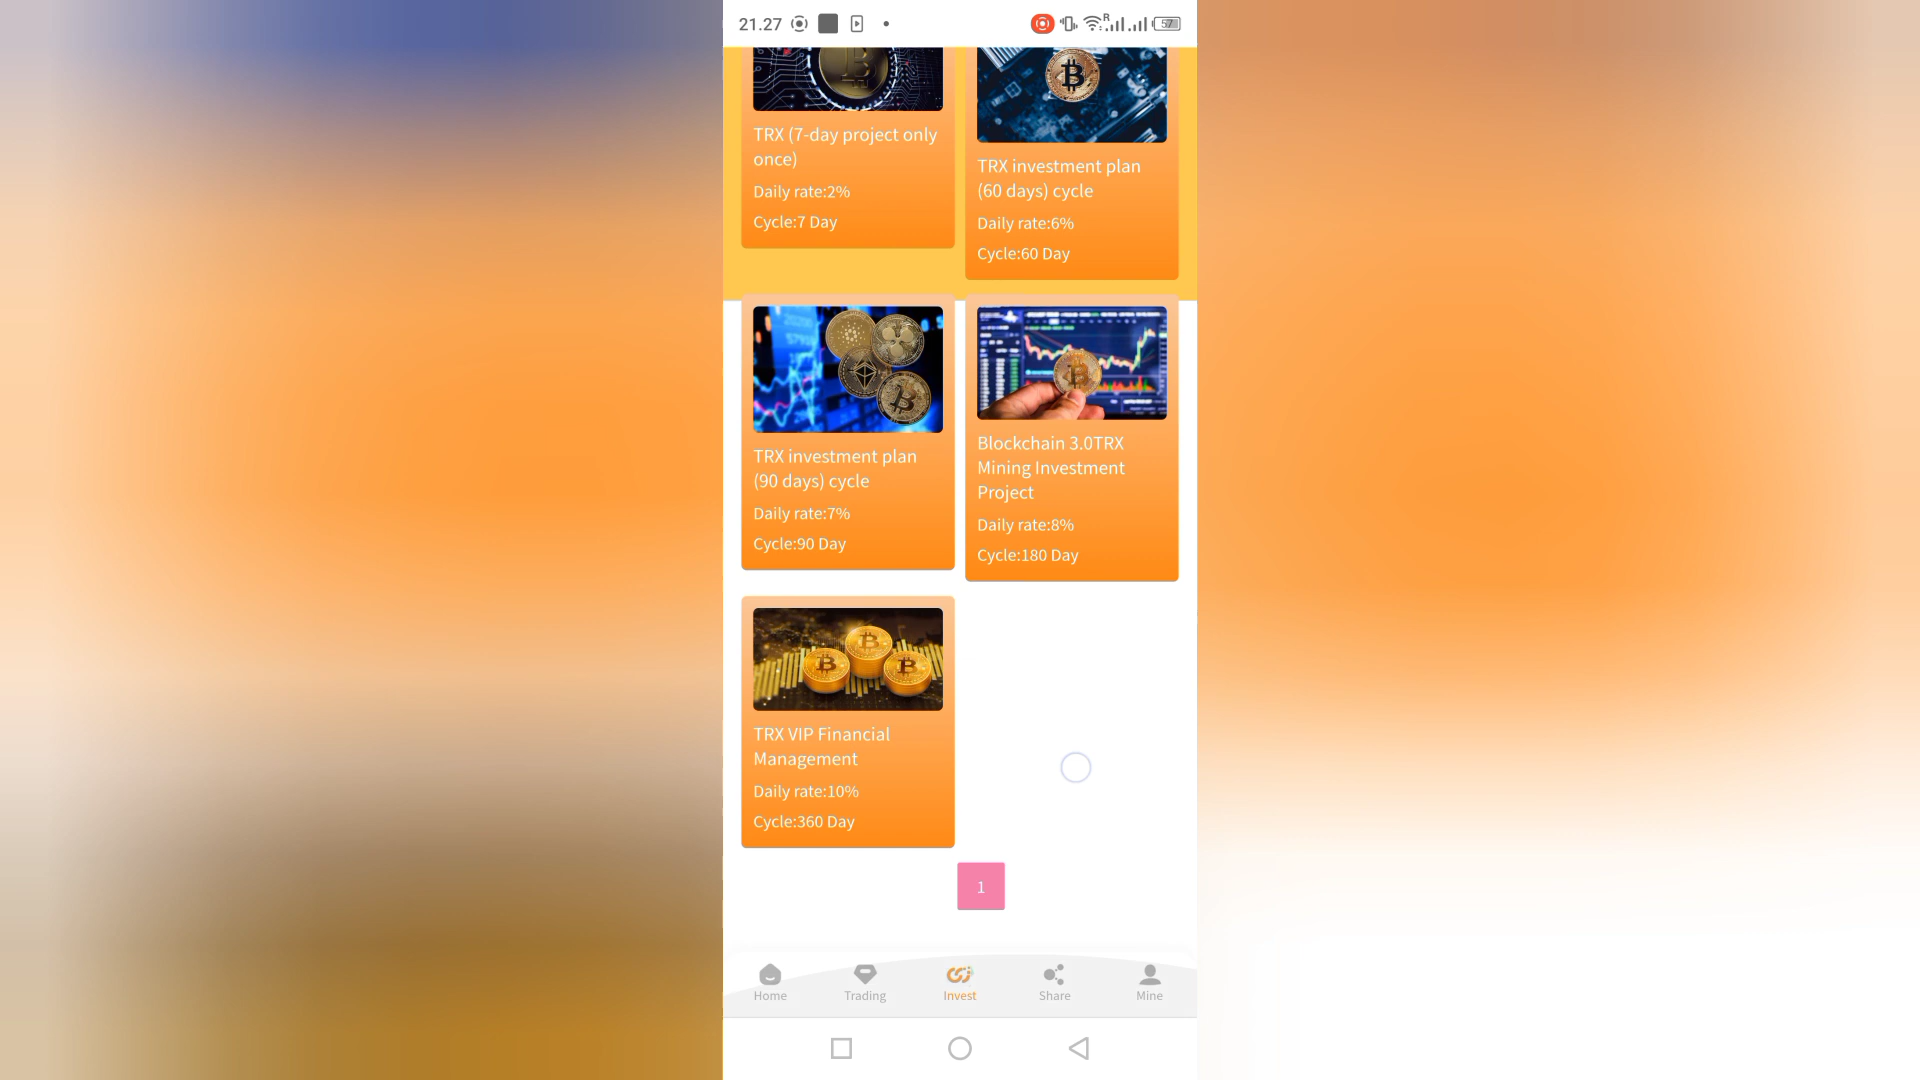 21.27
R
57
TRX (7-day project only
once)
Daily rate:2%
Cycle:7 Day
TRX investment plan
(60 days) cycle
Daily rate:6%
Cycle:60 Day
TRX investment plan
(90 days) cycle
Daily rate:7%
Cycle:90 Day
Blockchain 3.0TRX
Mining Investment
Project
Daily rate:8%
Cycle:180 Day
TRX VIP Financial
Management
Daily rate:10%
Cycle:360 Day
1
Home
Trading
Invest
Share
Mine